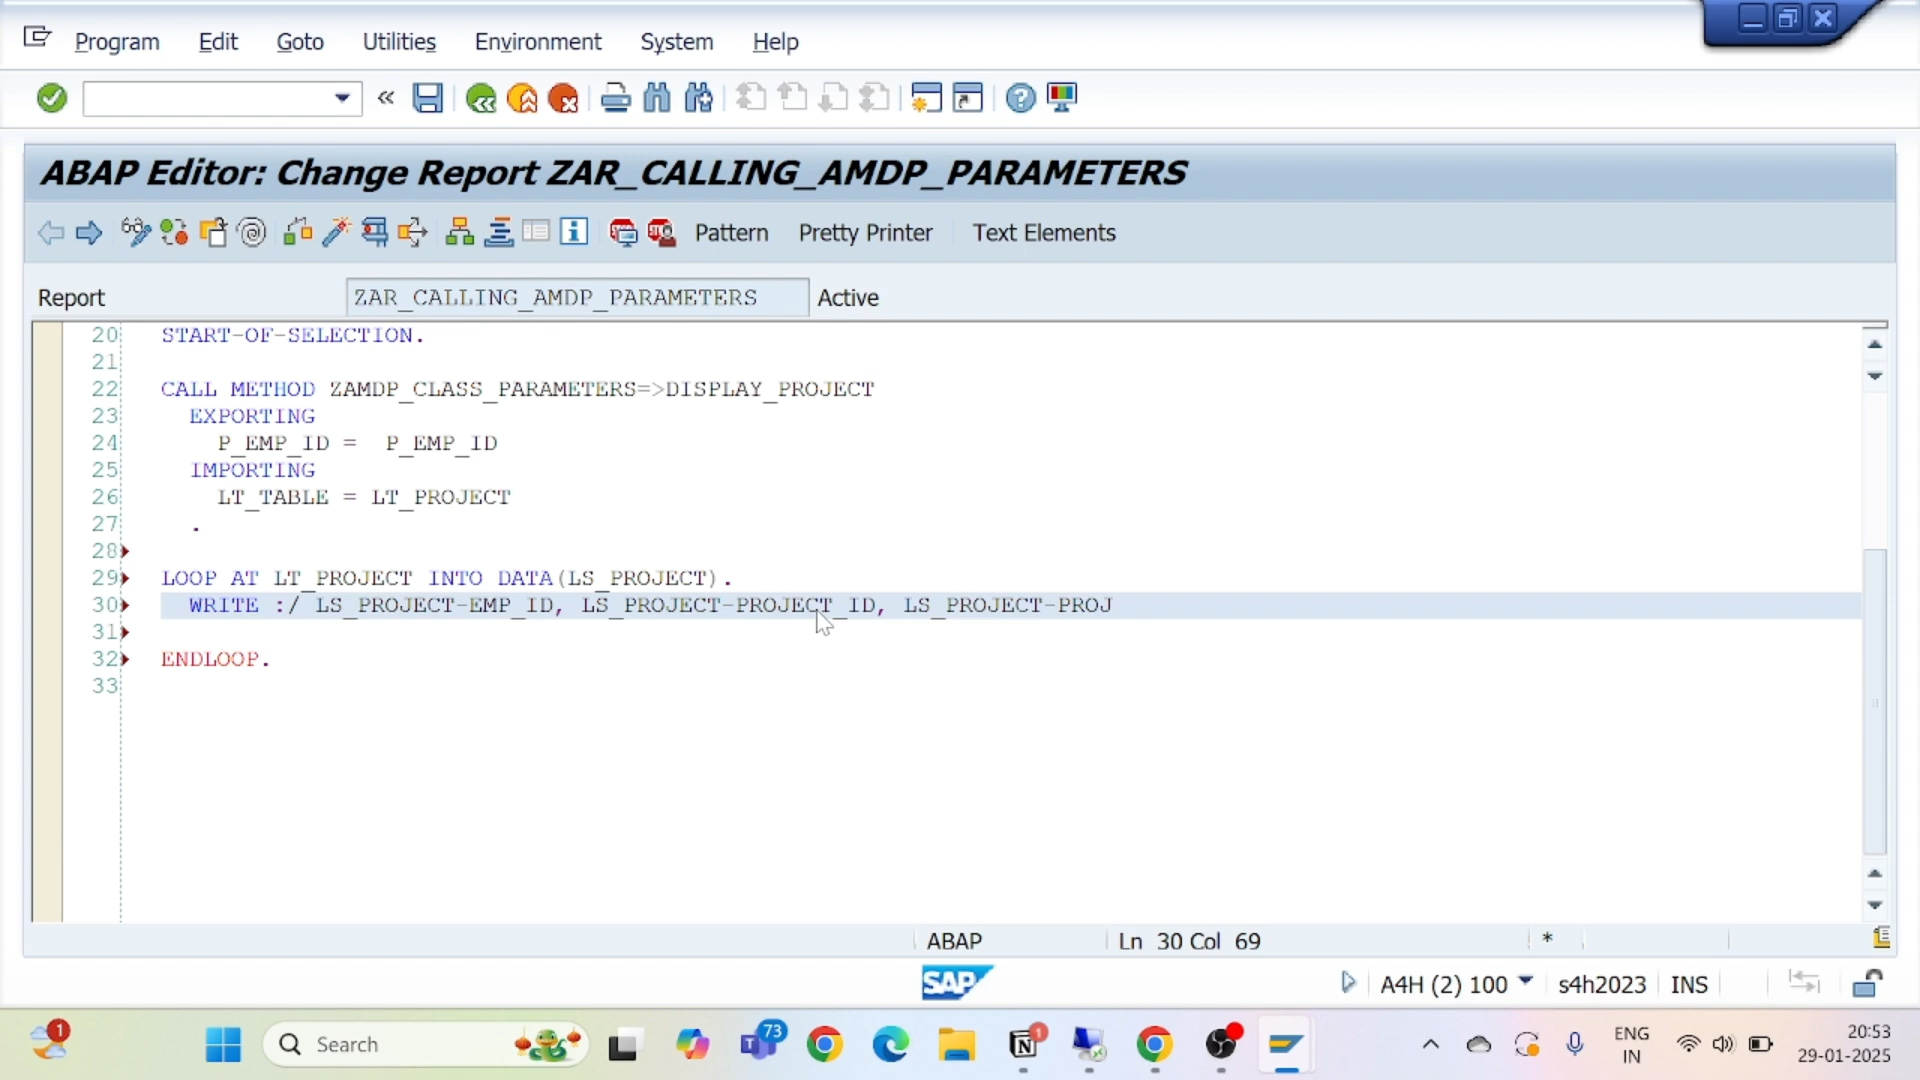 Program Edit Goto Utilities Environment System Help
«
ABAP Editor: Change Report ZAR_CALLING_AMDP_PARAMETERS
Pattern Pretty Printer Text Elements
Report ZAR_CALLING_AMDP_PARAMETERS Active
20 START-OF-SELECTION.
21
22 CALL METHOD ZAMDP_CLASS_PARAMETERS=>DISPLAY_PROJECT
23 EXPORTING
24 P_EMP_ID = P_EMP_ID
25 IMPORTING
26 LT_TABLE = LT_PROJECT
27 .
28
29 LOOP AT LT_PROJECT INTO DATA(LS_PROJECT).
30 WRITE :/ LS_PROJECT-EMP_ID, LS_PROJECT-PROJECT_ID, LS_PROJECT-PROJ
31
32 ENDLOOP.
33
ABAP Ln 30 Col 69 *
SAP A4H (2) 100 s4h2023 INS
1 Search 73 1 ENG 20:53
IN 29-01-2025